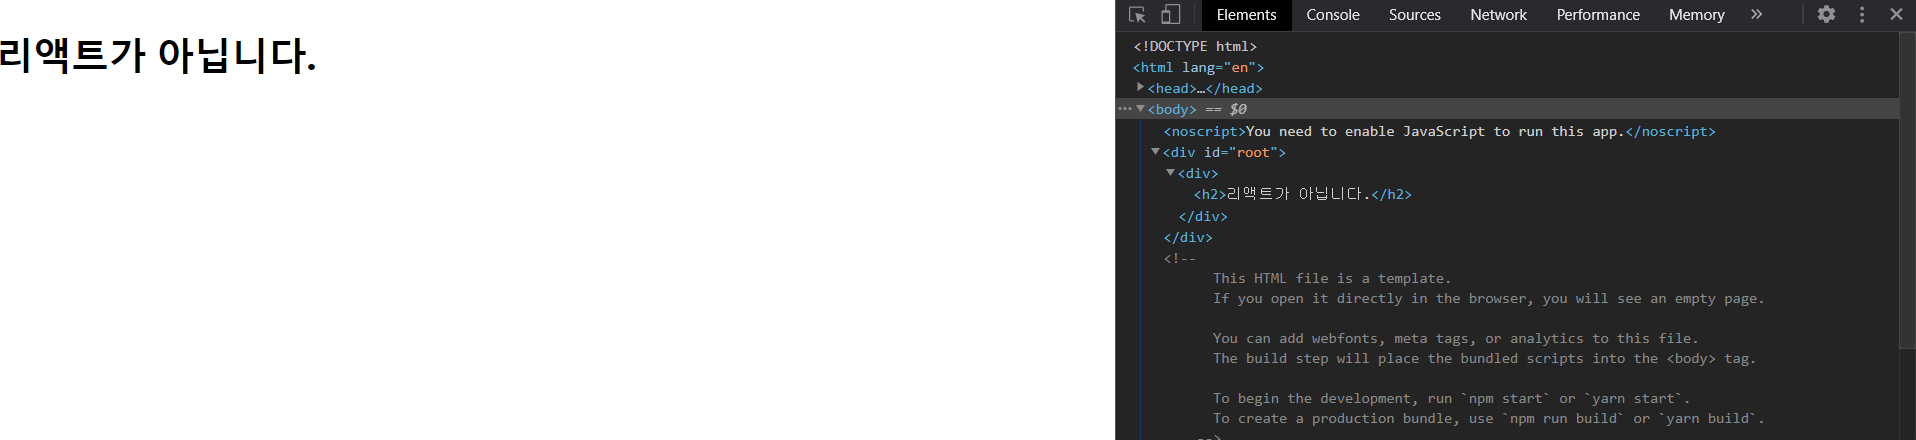 리액트가 아닙니다.
Elements Console Sources Network Performance Memory »
<!DOCTYPE html>
<html lang="en">
<head>…</head>
<body> == $0
<noscript>You need to enable JavaScript to run this app.</noscript>
<div id="root">
<div>
<h2>리액트가 아닙니다.</h2>
</div>
</div>
<!--
This HTML file is a template.
If you open it directly in the browser, you will see an empty page.
You can add webfonts, meta tags, or analytics to this file.
The build step will place the bundled scripts into the <body> tag.
To begin the development, run `npm start` or `yarn start`.
To create a production bundle, use `npm run build` or `yarn build`.
-->